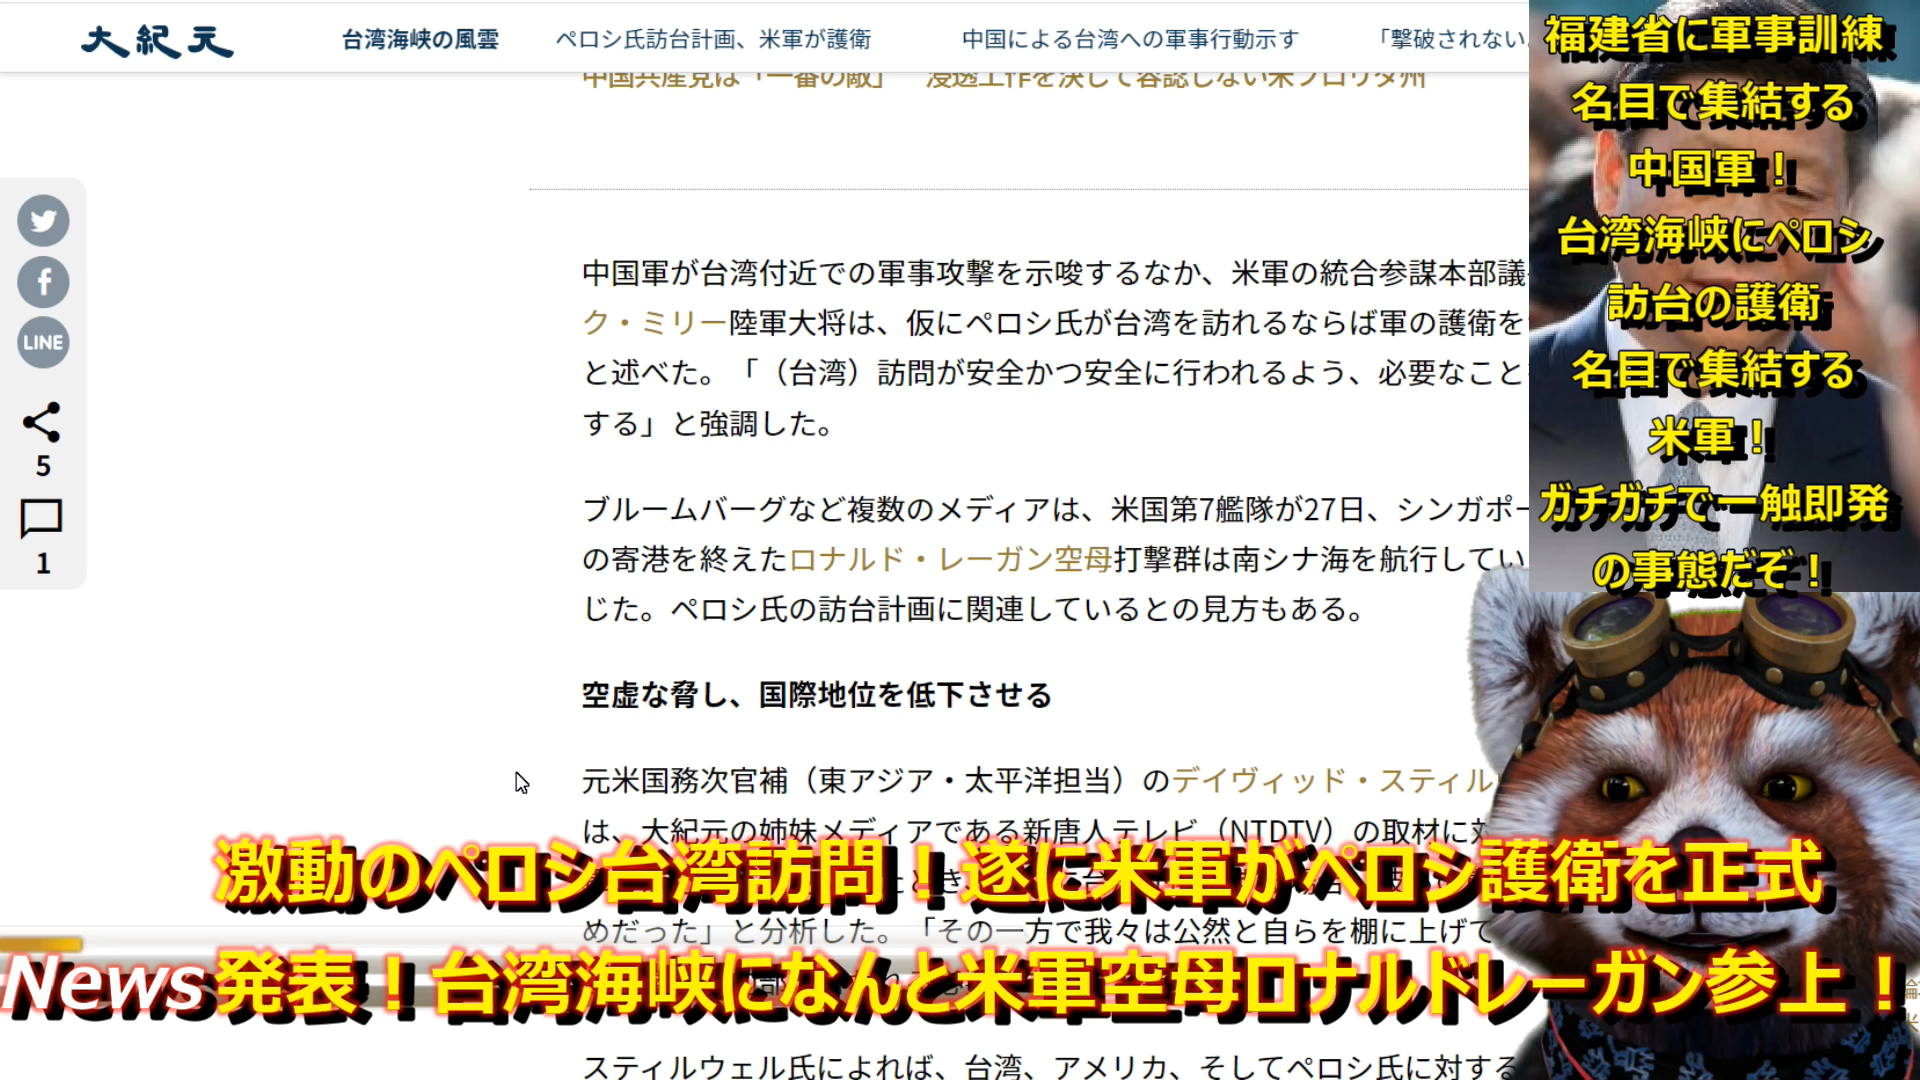 大紀元
台湾海峡の風雲 ペロシ氏訪台計画、米軍が護衛 中国による台湾への軍事行動示す 「撃破されない
中国共産党は「一番の敵」 浸透工作を決して容認しない米フロリダ州
LINE
5
1
中国軍が台湾付近での軍事攻撃を示唆するなか、米軍の統合参謀本部議
ク・ミリー陸軍大将は、仮にペロシ氏が台湾を訪れるならば軍の護衛を
と述べた。「（台湾）訪問が安全かつ安全に行われるよう、必要なこと
する」と強調した。
ブルームバーグなど複数のメディアは、米国第7艦隊が27日、シンガポー
の寄港を終えたロナルド・レーガン空母打撃群は南シナ海を航行してい
じた。ペロシ氏の訪台計画に関連しているとの見方もある。
空虚な脅し、国際地位を低下させる
元米国務次官補（東アジア・太平洋担当）のデイヴィッド・スティル
は、大紀元の姉妹メディアである新唐人テレビ（NTDTV）の取材に対
めだった」と分析した。「その一方で我々は公然と自らを棚に上げて
スティルウェル氏によれば、台湾、アメリカ、そしてペロシ氏に対する
福建省に軍事訓練
名目で集結する
中国軍！
台湾海峡にペロシ
訪台の護衛
名目で集結する
米軍！
ガチガチで一触即発
の事態だぞ！
激動のペロシ台湾訪問！遂に米軍がペロシ護衛を正式
News 発表！台湾海峡になんと米軍空母ロナルドレーガン参上！